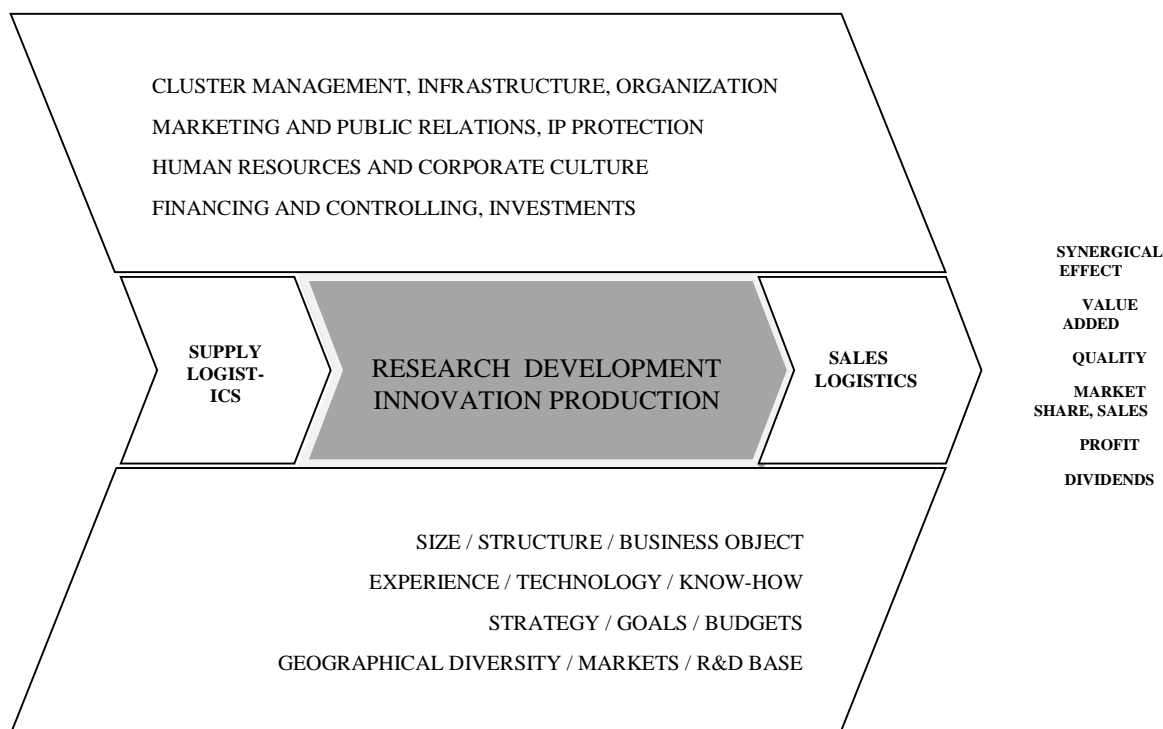 CLUSTER MANAGEMENT, INFRASTRUCTURE, ORGANIZATION
MARKETING AND PUBLIC RELATIONS, IP PROTECTION
HUMAN RESOURCES AND CORPORATE CULTURE
FINANCING AND CONTROLLING, INVESTMENTS
SUPPLY
LOGIST-
ICS
RESEARCH DEVELOPMENT
INNOVATION PRODUCTION
SALES
LOGISTICS
SYNERGICAL
EFFECT
VALUE
ADDED
QUALITY
MARKET
SHARE, SALES
PROFIT
DIVIDENDS
SIZE / STRUCTURE / BUSINESS OBJECT
EXPERIENCE / TECHNOLOGY / KNOW-HOW
STRATEGY / GOALS / BUDGETS
GEOGRAPHICAL DIVERSITY / MARKETS / R&D BASE